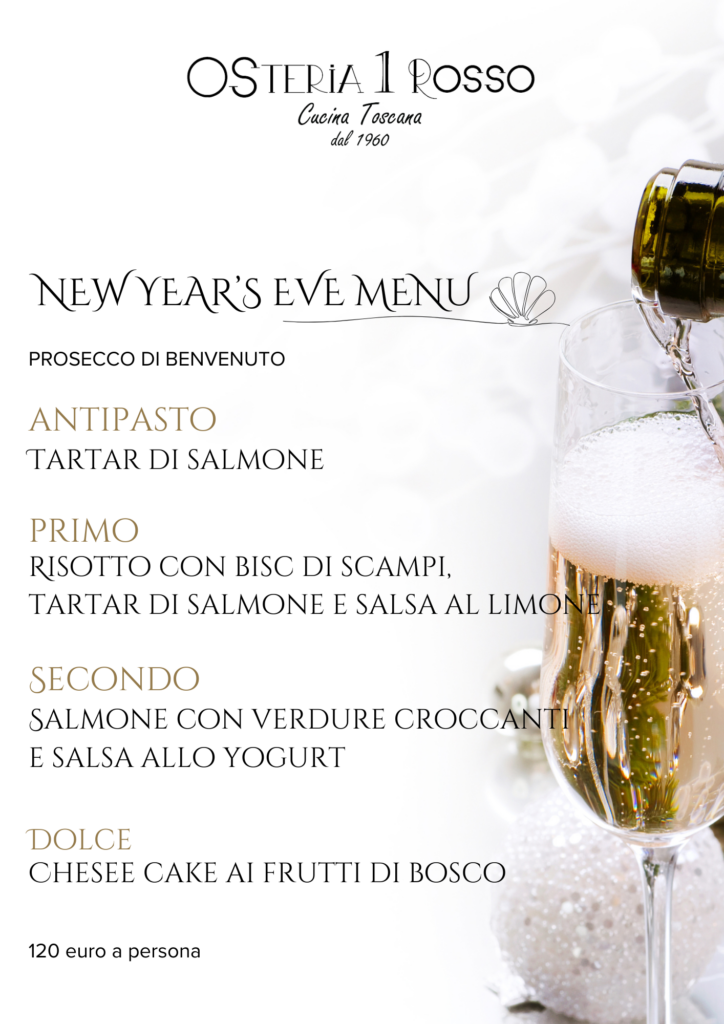 OSTERIA 1 ROSSO
Cucina Toscana
dal 1960
NEW YEAR'S EVE MENU
PROSECCO DI BENVENUTO
ANTIPASTO
TARTAR DI SALMONE
PRIMO
RISOTTO CON BISC DI SCAMPI,
TARTAR DI SALMONE E SALSA AL LIMONE
SECONDO
SALMONE CON VERDURE CROCCANTI
E SALSA ALLO YOGURT
DOLCE
CHESEE CAKE AI FRUTTI DI BOSCO
120 euro a persona